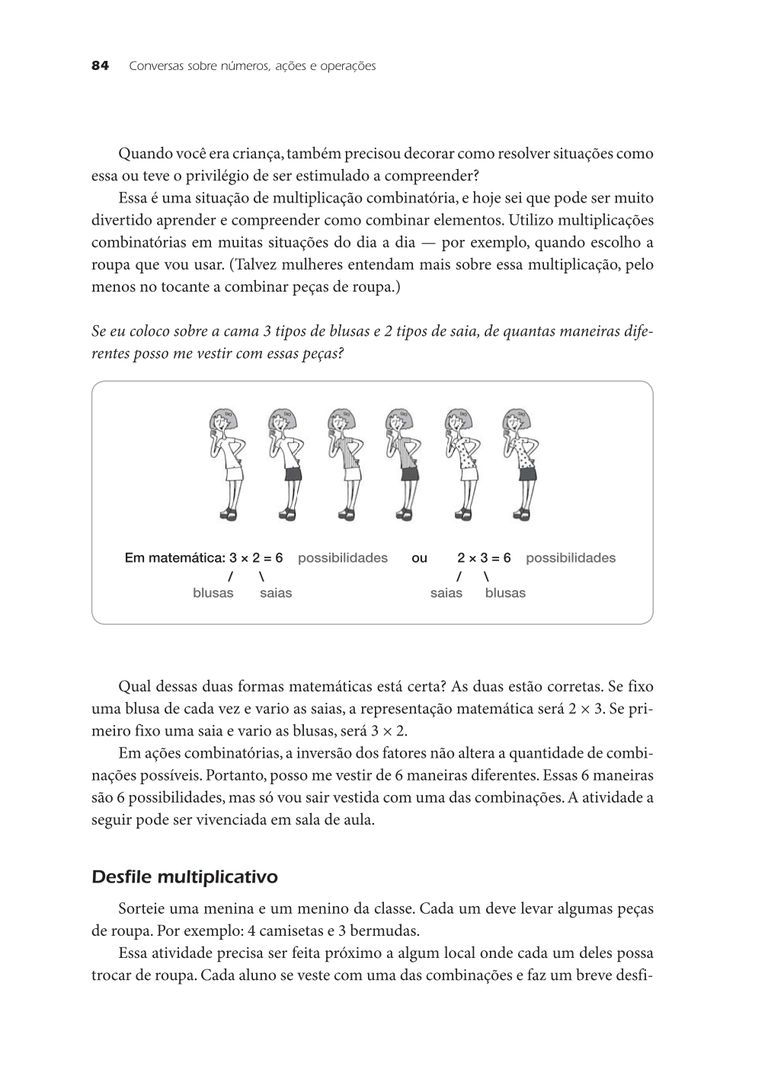 84 Conversas sobre números, ações e operações
Quando você era criança, também precisou decorar como resolver situações como
essa ou teve o privilégio de ser estimulado a compreender?
Essa é uma situação de multiplicação combinatória, e hoje sei que pode ser muito
divertido aprender e compreender como combinar elementos. Utilizo multiplicações
combinatórias em muitas situações do dia a dia — por exemplo, quando escolho a
roupa que vou usar. (Talvez mulheres entendam mais sobre essa multiplicação, pelo
menos no tocante a combinar peças de roupa.)
Se eu coloco sobre a cama 3 tipos de blusas e 2 tipos de saia, de quantas maneiras dife-
rentes posso me vestir com essas peças?
Em matemática: 3 × 2 = 6 possibilidades ou 2 × 3 = 6 possibilidades
/ \ / \
blusas saias saias blusas
Qual dessas duas formas matemáticas está certa? As duas estão corretas. Se fixo
uma blusa de cada vez e vario as saias, a representação matemática será 2 × 3. Se pri-
meiro fixo uma saia e vario as blusas, será 3 × 2.
Em ações combinatórias, a inversão dos fatores não altera a quantidade de combi-
nações possíveis. Portanto, posso me vestir de 6 maneiras diferentes. Essas 6 maneiras
são 6 possibilidades, mas só vou sair vestida com uma das combinações. A atividade a
seguir pode ser vivenciada em sala de aula.
Desfile multiplicativo
Sorteie uma menina e um menino da classe. Cada um deve levar algumas peças
de roupa. Por exemplo: 4 camisetas e 3 bermudas.
Essa atividade precisa ser feita próximo a algum local onde cada um deles possa
trocar de roupa. Cada aluno se veste com uma das combinações e faz um breve desfi-